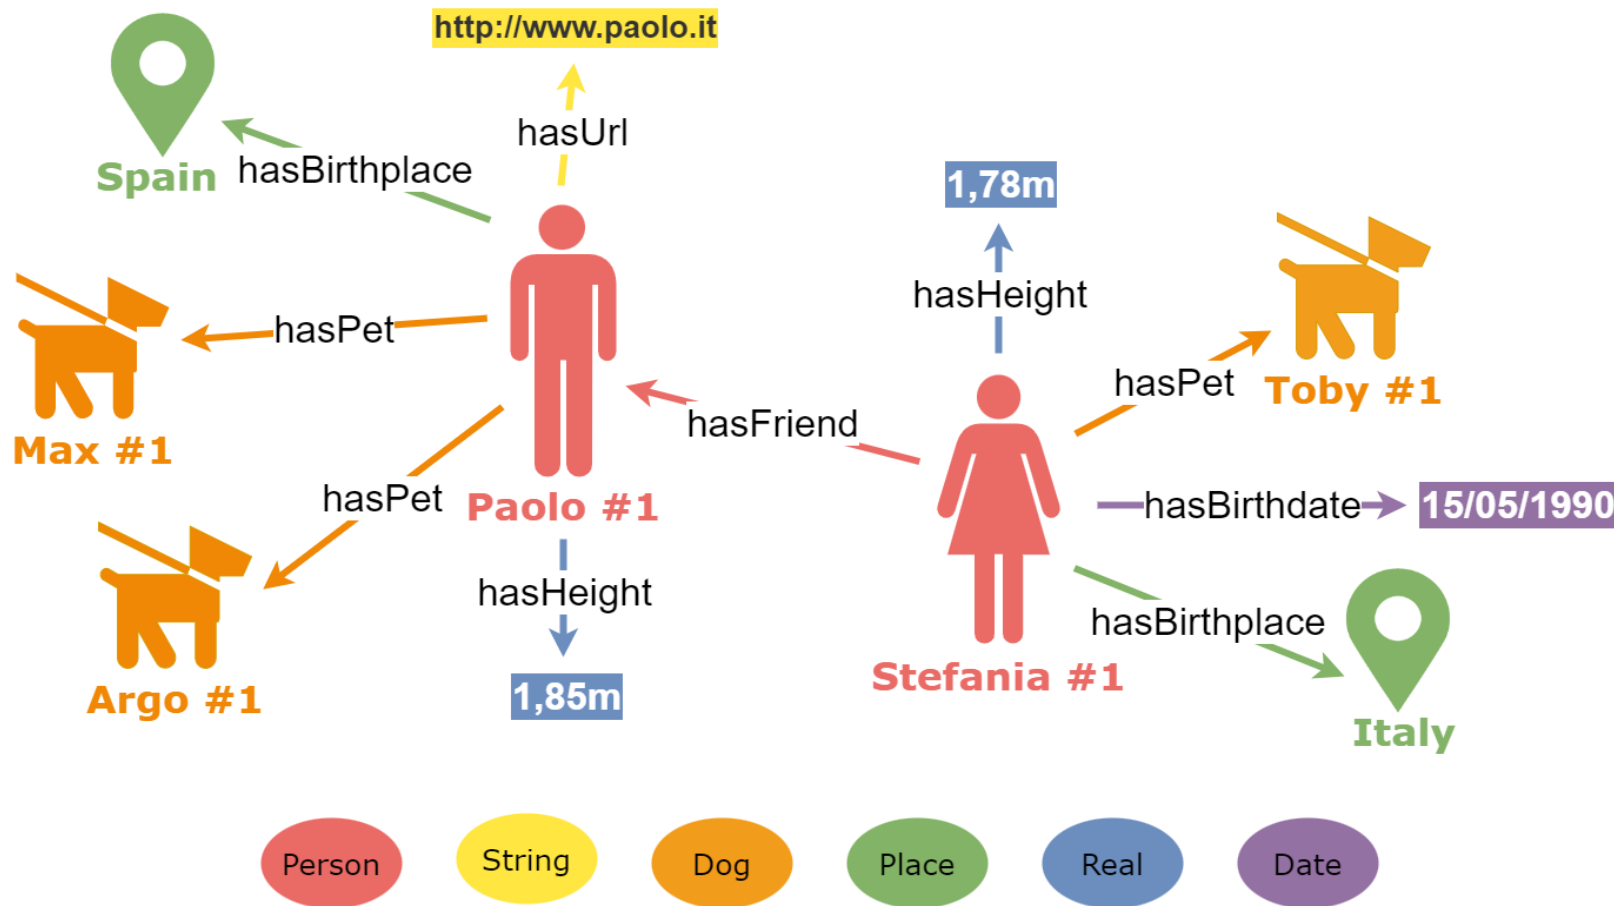 http://www.paolo.it
hasUrl
Spain
hasBirthplace
1,78m
hasHeight
hasPet
Max #1
hasPet
Toby #1
hasFriend
hasPet
Paolo #1
hasBirthdate
15/05/1990
hasHeight
hasBirthplace
Argo #1
1,85m
Stefania #1
Italy
Person
String
Dog
Place
Real
Date